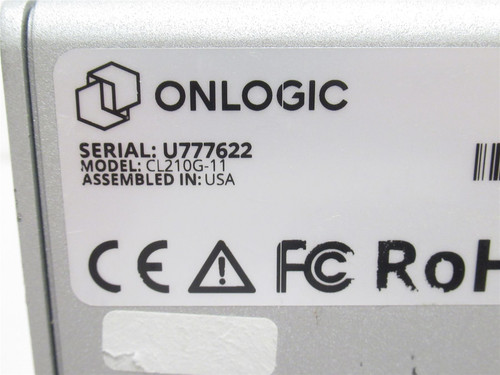 ONLOGIC
SERIAL: U777622
MODEL: CL210G-11
ASSEMBLED IN: USA
CE FC RoH